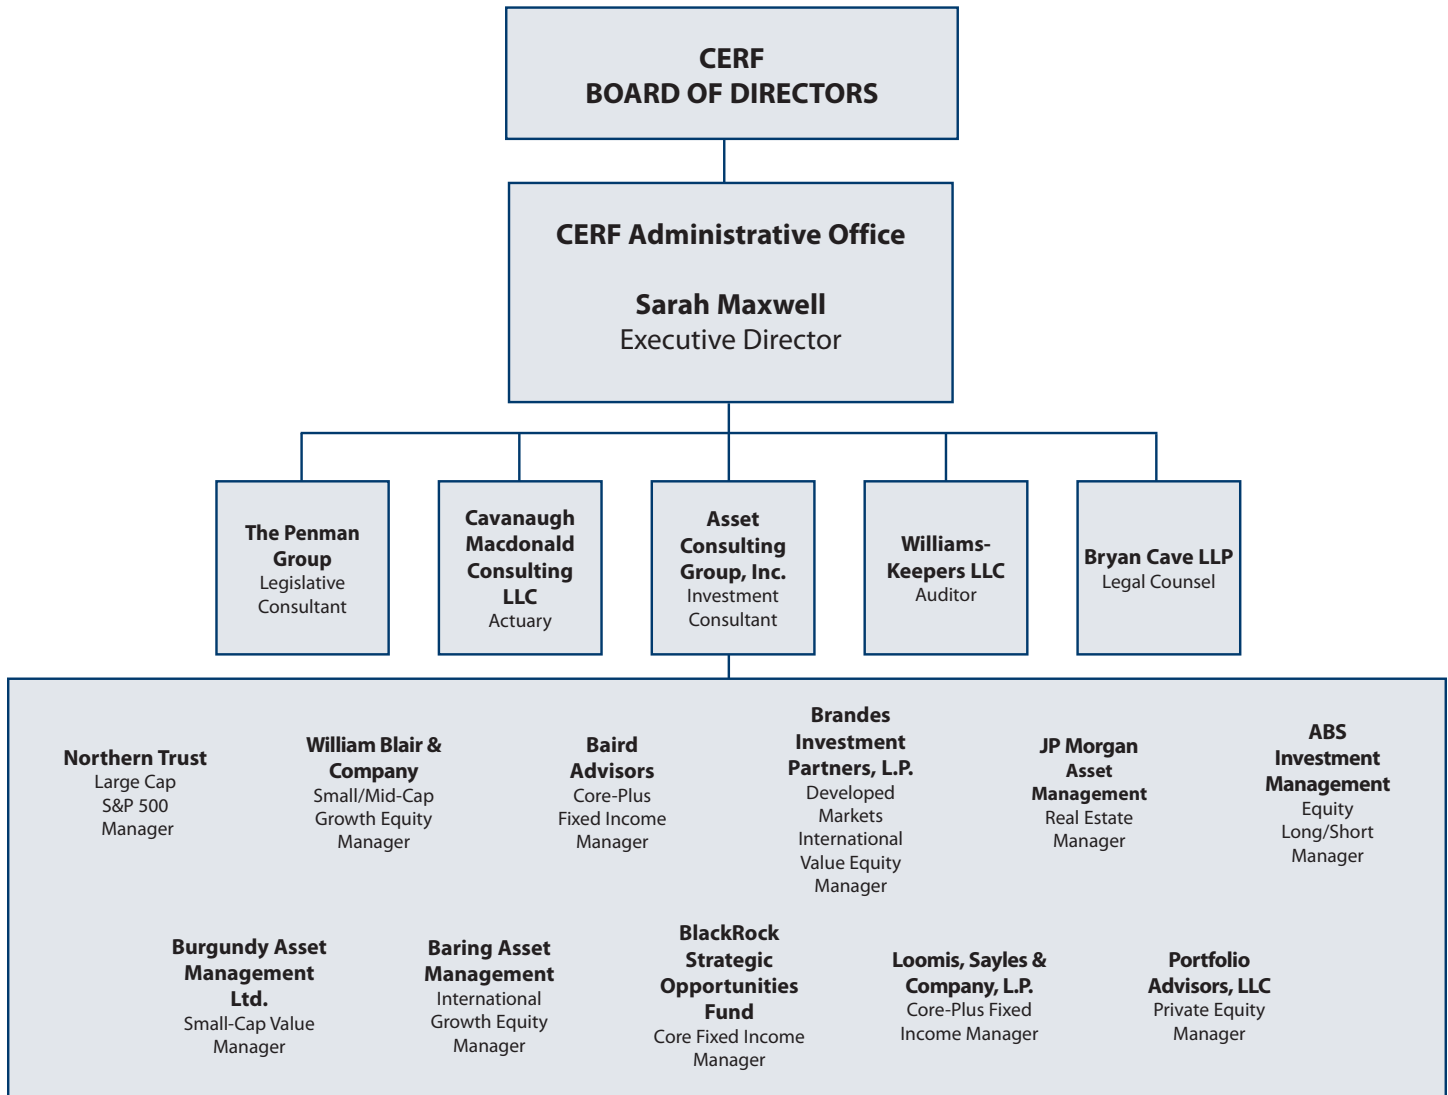 CERF
BOARD OF DIRECTORS
CERF Administrative Office
Sarah Maxwell
Executive Director
The Penman
Group
Legislative
Consultant
Cavanaugh
Macdonald
Consulting
LLC
Actuary
Asset
Consulting
Group, Inc.
Investment
Consultant
Williams-
Keepers LLC
Auditor
Bryan Cave LLP
Legal Counsel
Northern Trust
Large Cap
S&P 500
Manager
William Blair &
Company
Small/Mid-Cap
Growth Equity
Manager
Baird
Advisors
Core-Plus
Fixed Income
Manager
Brandes
Investment
Partners, L.P.
Developed
Markets
International
Value Equity
Manager
JP Morgan
Asset
Management
Real Estate
Manager
ABS
Investment
Management
Equity
Long/Short
Manager
Burgundy Asset
Management
Ltd.
Small-Cap Value
Manager
Baring Asset
Management
International
Growth Equity
Manager
BlackRock
Strategic
Opportunities
Fund
Core Fixed Income
Manager
Loomis, Sayles &
Company, L.P.
Core-Plus Fixed
Income Manager
Portfolio
Advisors, LLC
Private Equity
Manager